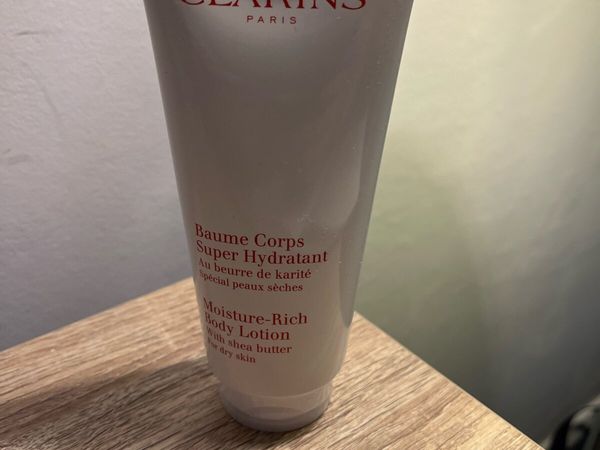 CLARINS
PARIS
Baume Corps
Super Hydratant
Au beurre de karité
Spécial peaux sèches
Moisture-Rich
Body Lotion
With shea butter
For dry skin